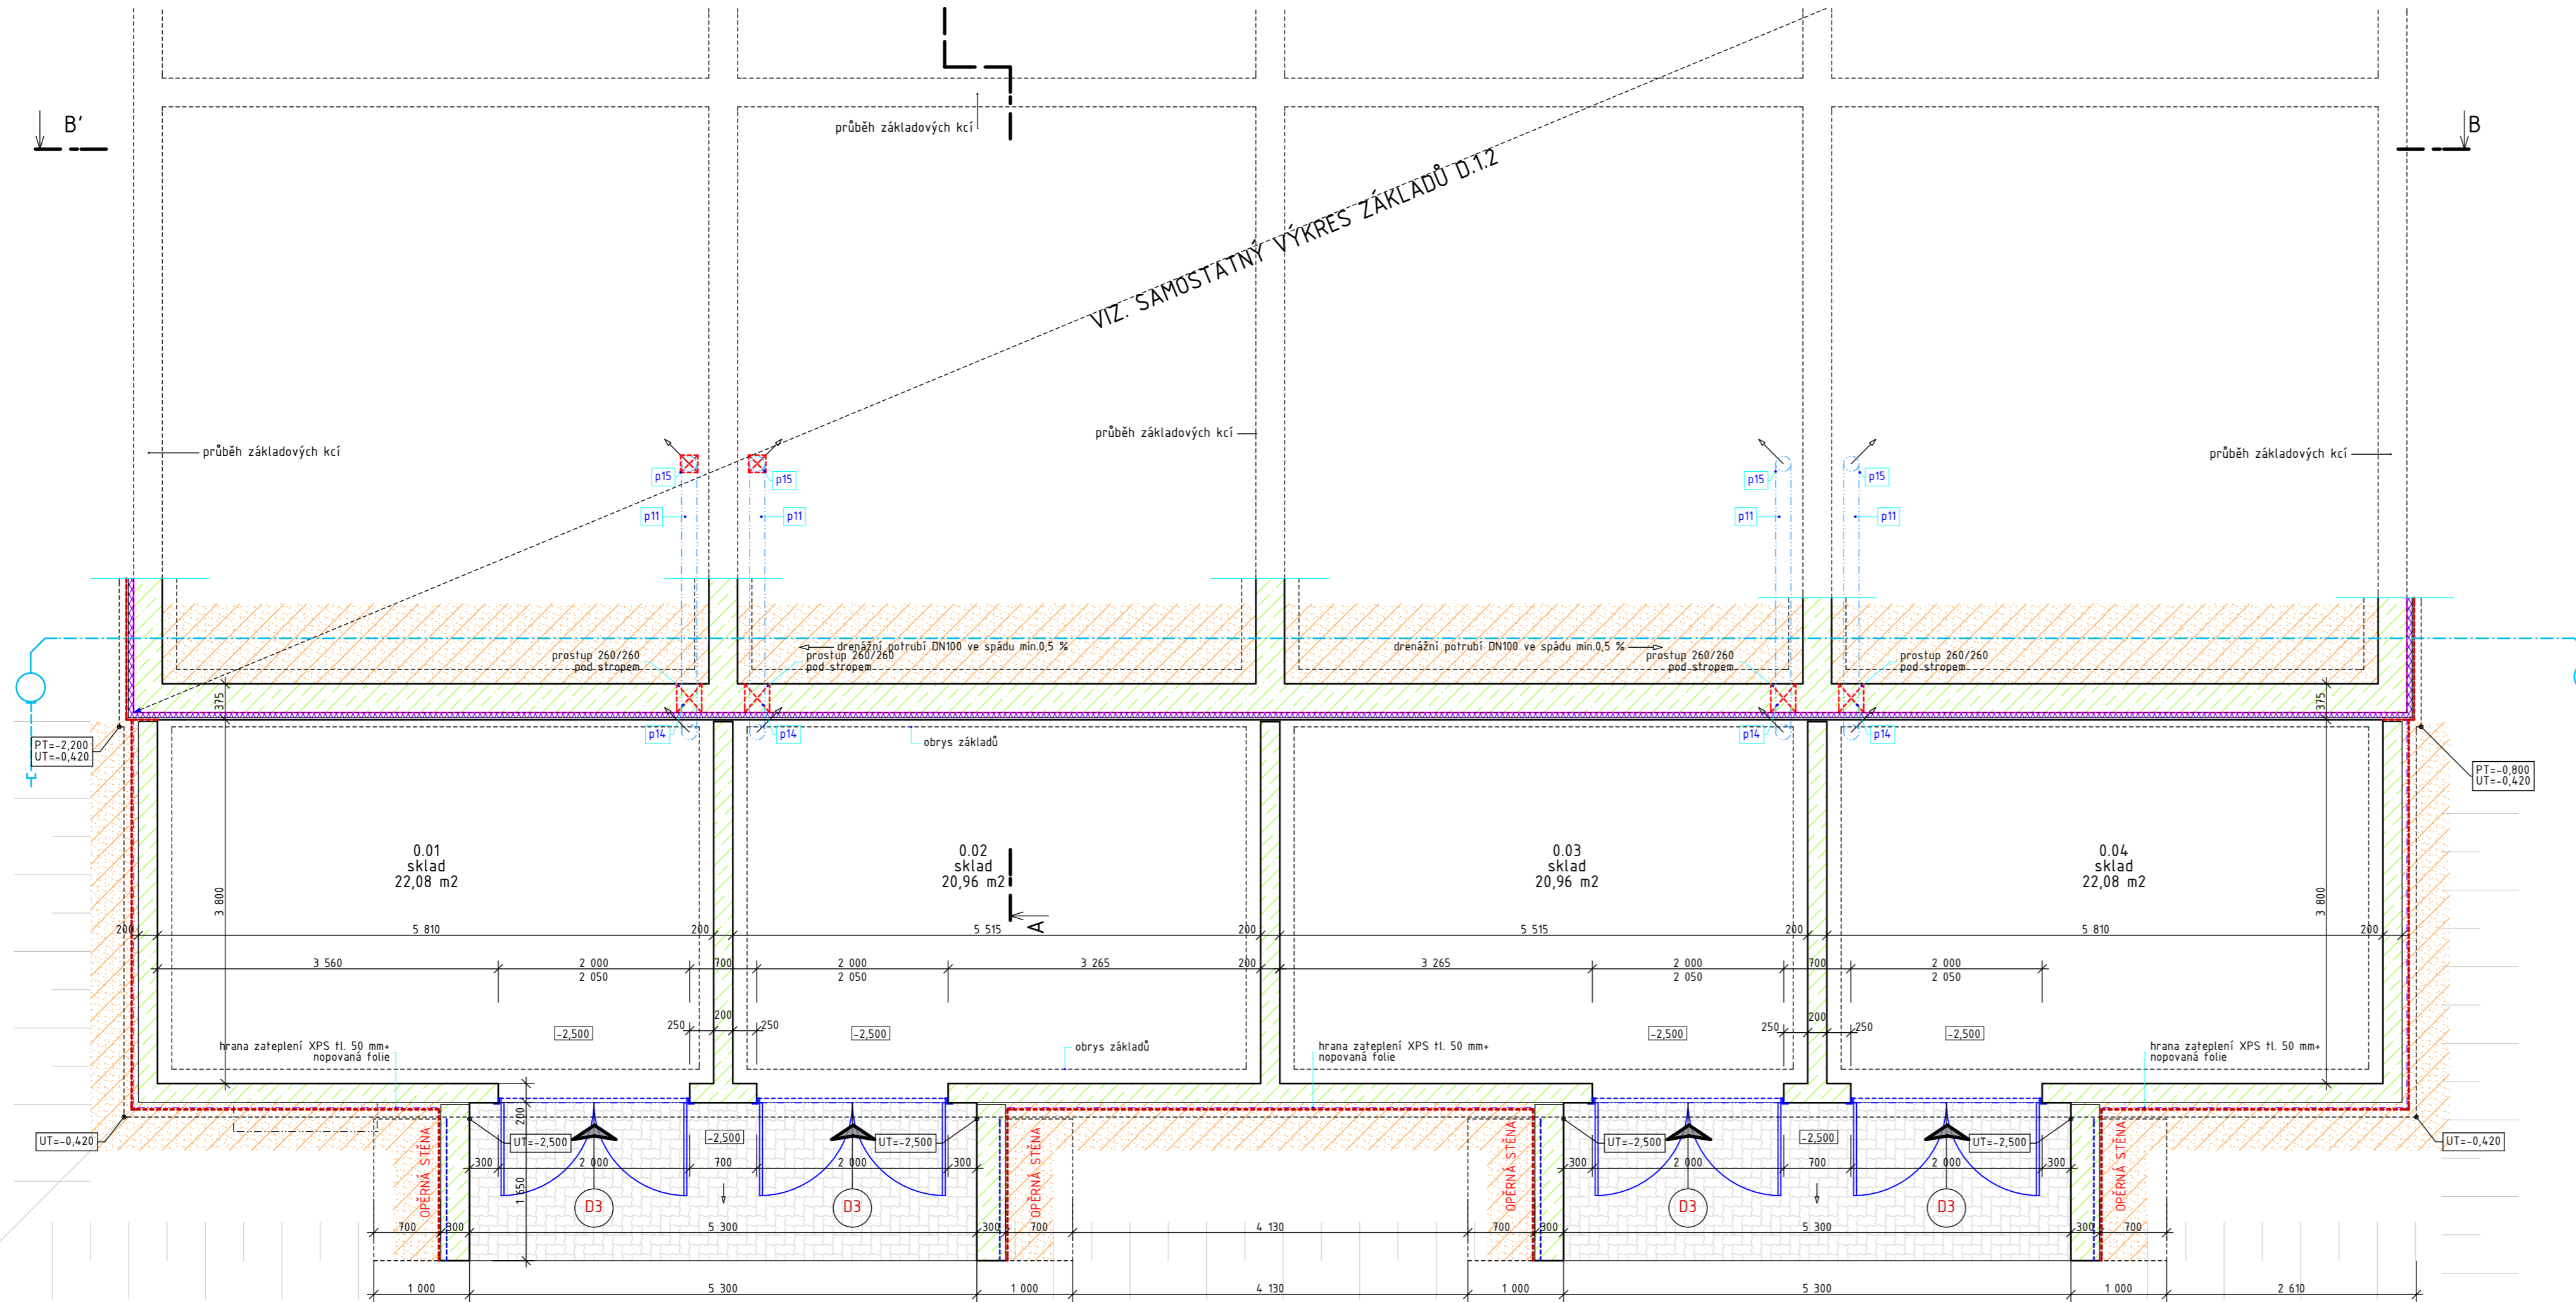 B'
B
průběh základových kcí
VIZ. SAMOSTATNÝ VÝKRES ZÁKLADŮ D.1.2
průběh základových kcí
průběh základových kcí
průběh základových kcí
p15
p15
p15
p15
p11
p11
p11
p11
drenážní potrubí DN100 ve spádu min.0,5 %
drenážní potrubí DN100 ve spádu min.0,5 %
prostup 260/260
pod stropem
prostup 260/260
pod stropem
prostup 260/260
pod stropem
prostup 260/260
pod stropem
375
375
p14
p14
p14
p14
obrys základů
PT=-2,200
UT=-0,420
PT=-0,800
UT=-0,420
0.01
sklad
22,08 m2
0.02
sklad
20,96 m2
0.03
sklad
20,96 m2
0.04
sklad
22,08 m2
3 800
3 800
A
200
5 810
200
5 515
200
5 515
200
5 810
200
3 560
2 000
2 050
700
2 000
2 050
3 265
200
3 265
2 000
2 050
700
2 000
2 050
250
200
250
250
200
250
-2,500
-2,500
-2,500
-2,500
hrana zateplení XPS tl. 50 mm+
nopovaná folie
obrys základů
hrana zateplení XPS tl. 50 mm+
nopovaná folie
hrana zateplení XPS tl. 50 mm+
nopovaná folie
200
1 650
UT=-0,420
UT=-2,500
-2,500
UT=-2,500
UT=-2,500
-2,500
UT=-2,500
UT=-0,420
OPĚRNÁ STĚNA
OPĚRNÁ STĚNA
OPĚRNÁ STĚNA
OPĚRNÁ STĚNA
300
2 000
700
2 000
300
300
2 000
700
2 000
300
D3
D3
D3
D3
700
300
5 300
300
700
4 130
700
300
5 300
300
700
1 000
5 300
1 000
4 130
1 000
5 300
1 000
2 610